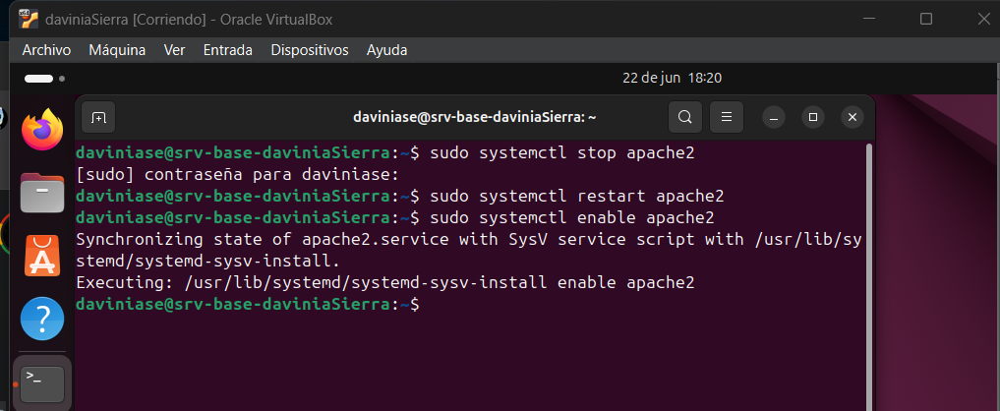 daviniaSierra [Corriendo] - Oracle VirtualBox
Archivo Máquina Ver Entrada Dispositivos Ayuda
22 de jun 18:20
daviniase@srv-base-daviniaSierra: ~
daviniase@srv-base-daviniaSierra:~$ sudo systemctl stop apache2
[sudo] contraseña para daviniase:
daviniase@srv-base-daviniaSierra:~$ sudo systemctl restart apache2
daviniase@srv-base-daviniaSierra:~$ sudo systemctl enable apache2
Synchronizing state of apache2.service with SysV service script with /usr/lib/sy
stemd/systemd-sysv-install.
Executing: /usr/lib/systemd/systemd-sysv-install enable apache2
daviniase@srv-base-daviniaSierra:~$